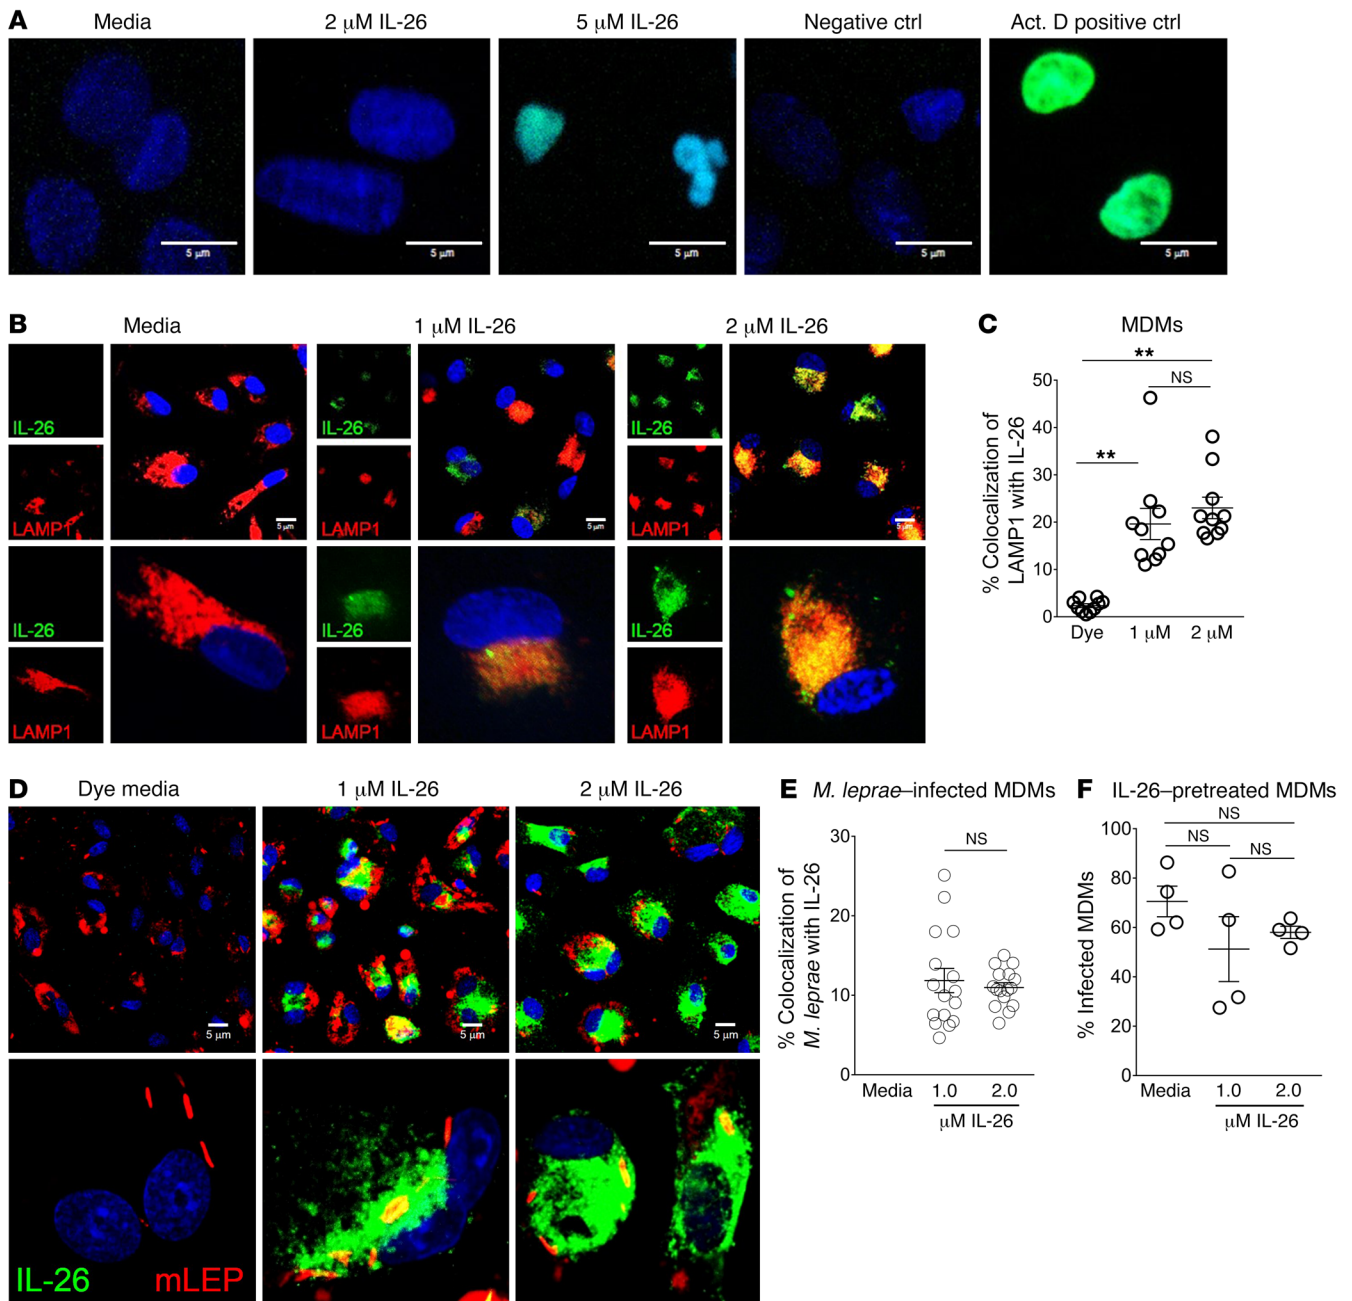 A
Media
2 μM IL-26
5 μM IL-26
Negative ctrl
Act. D positive ctrl
5 μm
5 μm
5 μm
5 μm
5 μm
B
Media
1 μM IL-26
2 μM IL-26
IL-26
LAMP1
5 μm
IL-26
LAMP1
5 μm
IL-26
LAMP1
5 μm
IL-26
LAMP1
IL-26
LAMP1
IL-26
LAMP1
C
MDMs
**
NS
**
% Colocalization of
LAMP1 with IL-26
50
40
30
20
10
0
Dye
1 μM
2 μM
D
Dye media
1 μM IL-26
2 μM IL-26
5 μm
5 μm
5 μm
IL-26
mLEP
E
M. leprae–infected MDMs
NS
% Colocalization of
M. leprae with IL-26
30
20
10
0
Media
1.0
2.0
μM IL-26
F
IL-26–pretreated MDMs
NS
NS
NS
% Infected MDMs
100
80
60
40
20
0
Media
1.0
2.0
μM IL-26